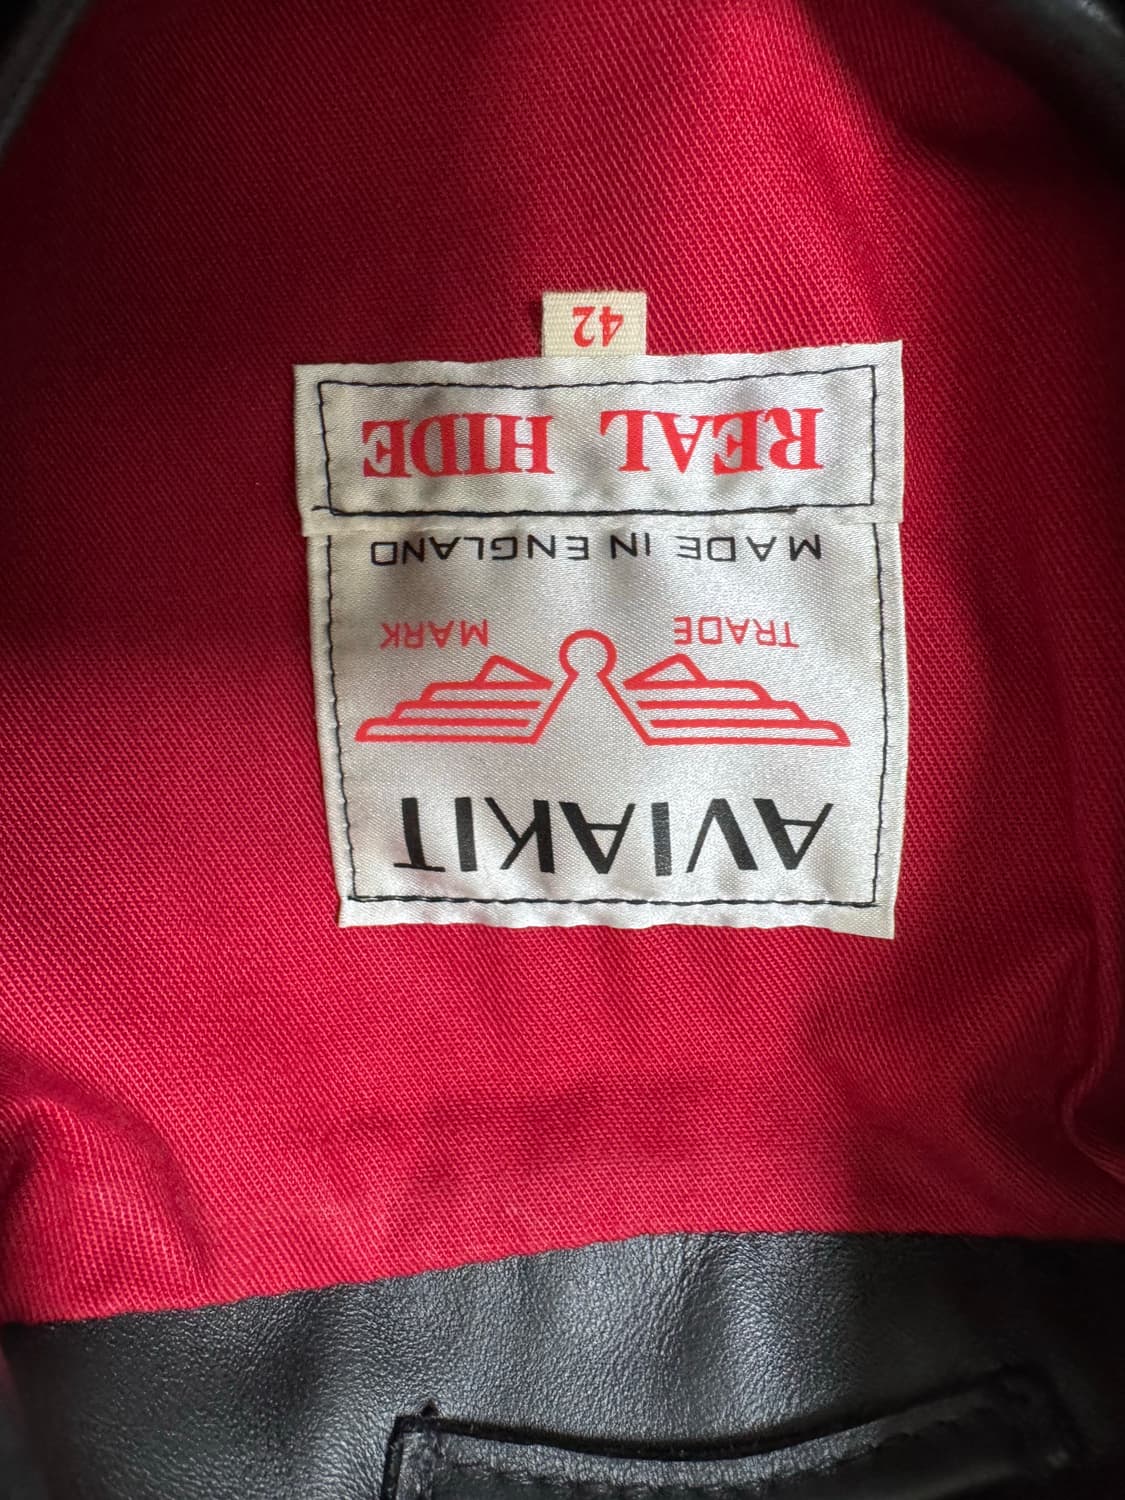 AVIAKIT
TRADE MARK
MADE IN ENGLAND
REAL HIDE
42